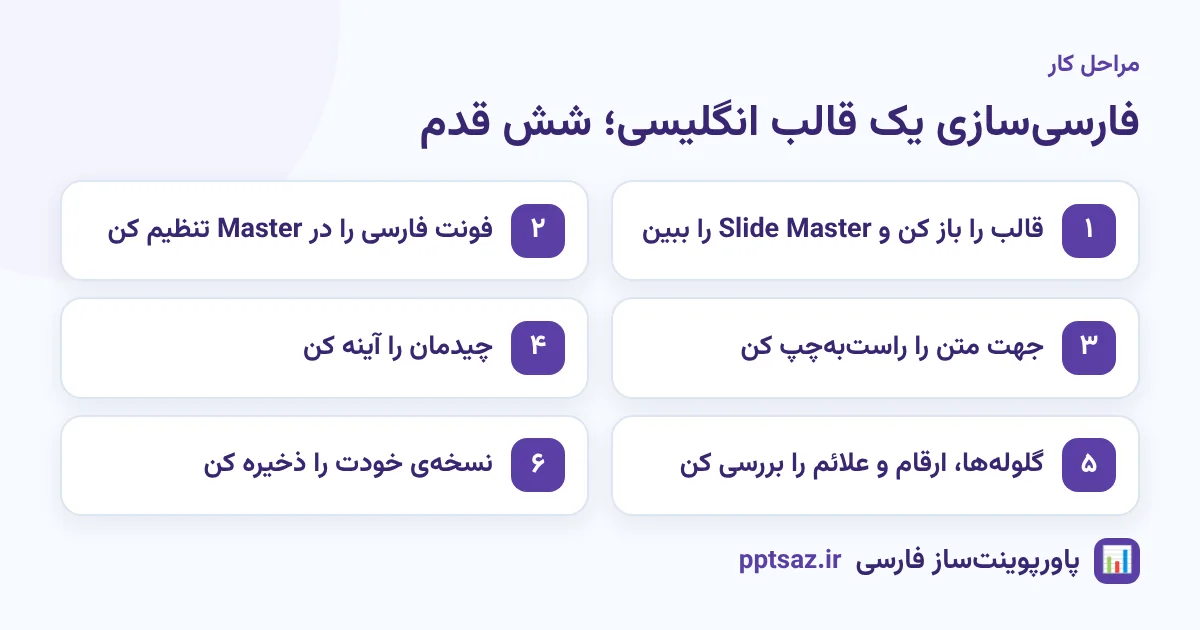 مراحل کار
فارسی‌سازی یک قالب انگلیسی؛ شش قدم
۱ قالب را باز کن و Slide Master را ببین
۲ فونت فارسی را در Master تنظیم کن
۳ جهت متن را راست‌به‌چپ کن
۴ چیدمان را آینه کن
۵ گلوله‌ها، ارقام و علائم را بررسی کن
۶ نسخه‌ی خودت را ذخیره کن
پاورپوینت‌ساز فارسی pptsaz.ir